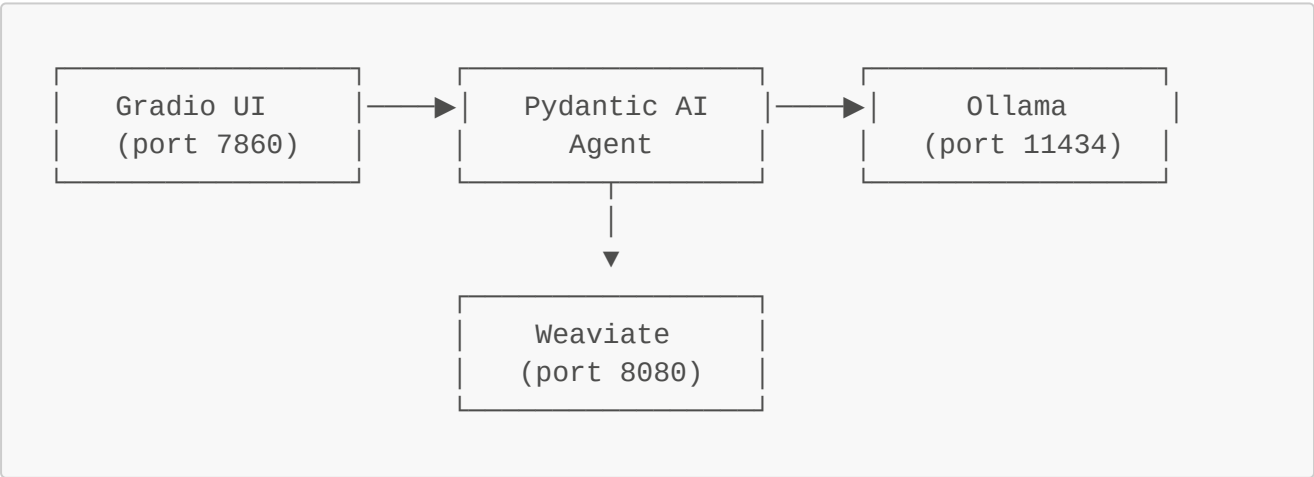 Gradio UI Pydantic AI Ollama
(port 7860) Agent (port 11434)
Weaviate
(port 8080)